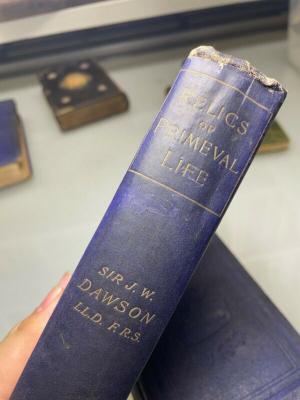 RELICS
OF
PRIMEVAL
LIFE
SIR J. W.
DAWSON
LL.D. F.R.S.